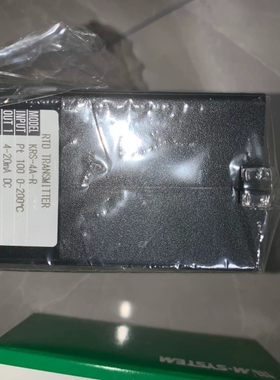 RTD TRANSMITTER
MODEL KRS-4A-R
INPUT Pt 100 0-200°C
OUT 1 4-20mA DC
M-SYSTEM